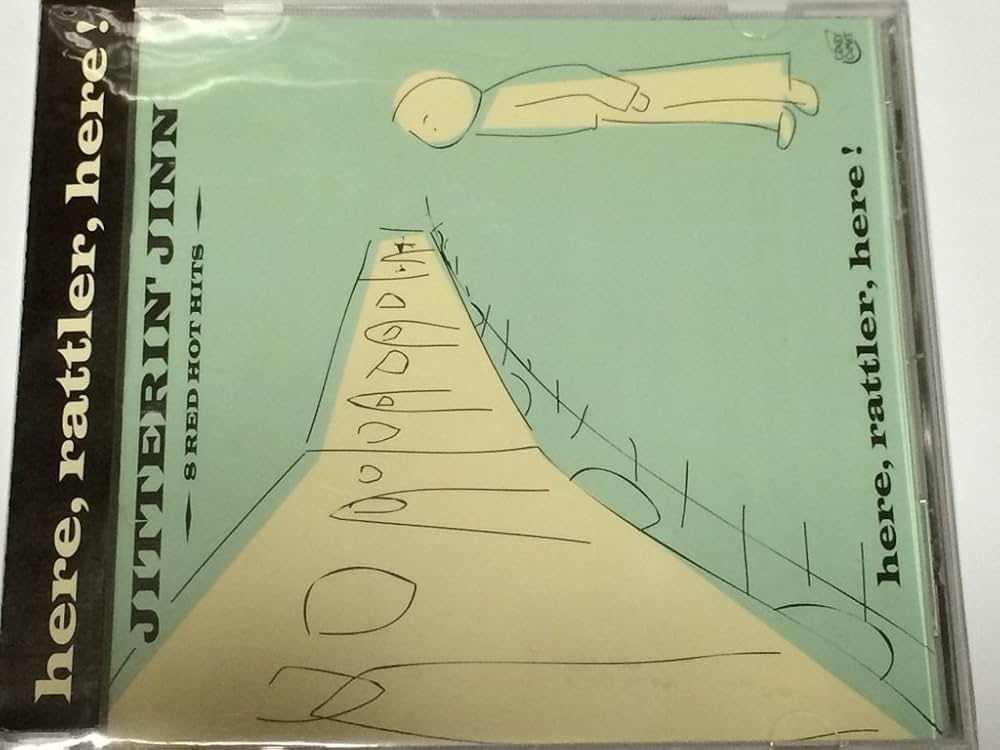 here, rattler, here!
JITTERIN' JINN
8 RED HOT HITS
here, rattler, here!